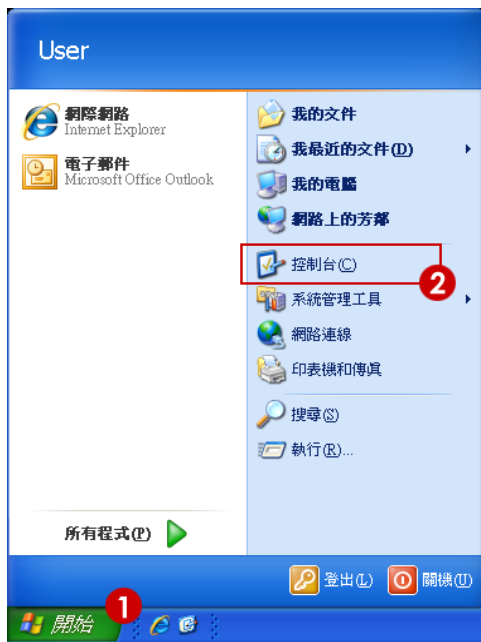 User
網際網路
Internet Explorer
電子郵件
Microsoft Office Outlook
我的文件
我最近的文件(D)
我的電腦
網路上的芳鄰
控制台(C)
2
系統管理工具
網路連線
印表機和傳真
搜尋(S)
執行(R)...
所有程式(P)
登出(L)
關機(U)
1
開始